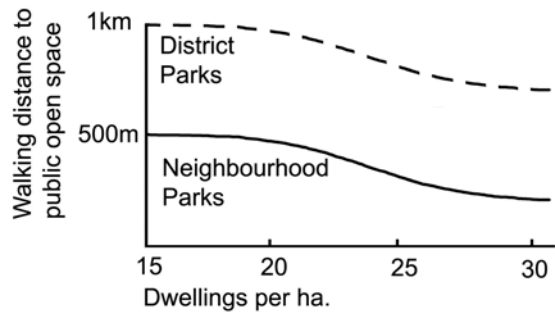 Walking distance to
public open space
1km
District
Parks
500m
Neighbourhood
Parks
15 20 25 30
Dwellings per ha.